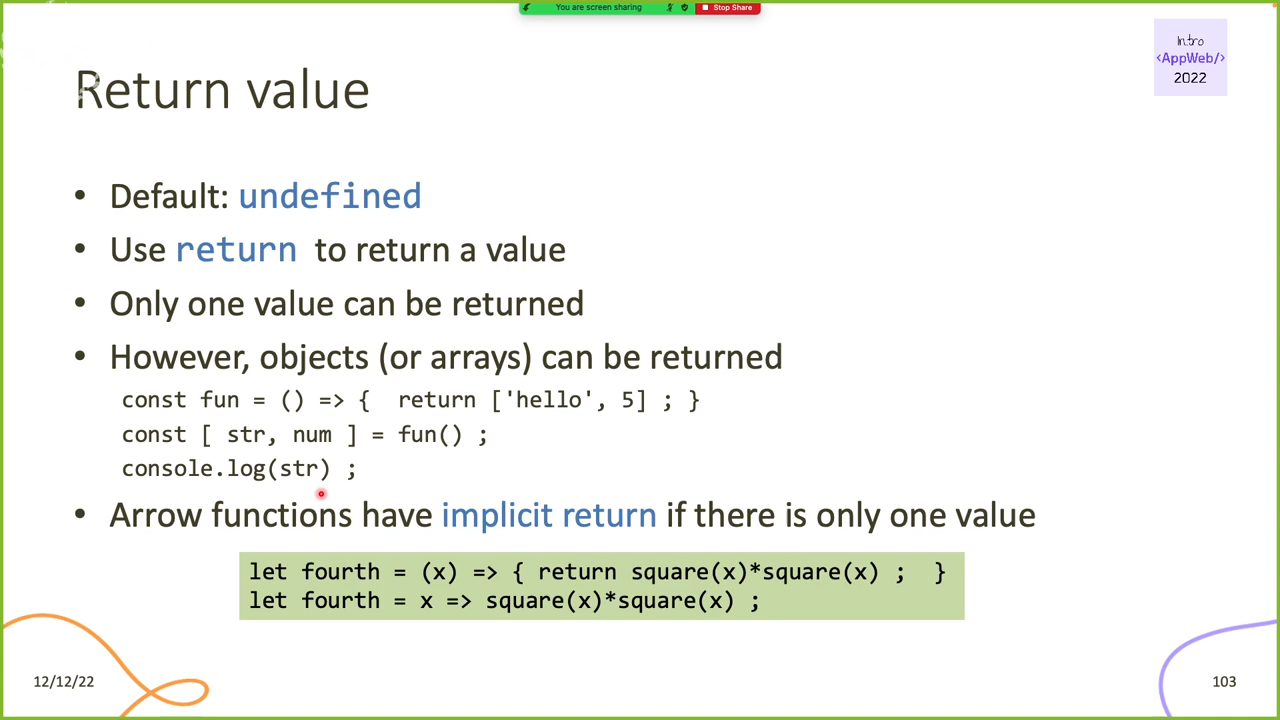 You are screen sharing Stop Share
Intro
<AppWeb/>
2022
Return value
• Default: undefined
• Use return to return a value
• Only one value can be returned
• However, objects (or arrays) can be returned
const fun = () => { return ['hello', 5] ; }
const [ str, num ] = fun() ;
console.log(str) ;
• Arrow functions have implicit return if there is only one value
let fourth = (x) => { return square(x)*square(x) ; }
let fourth = x => square(x)*square(x) ;
12/12/22
103